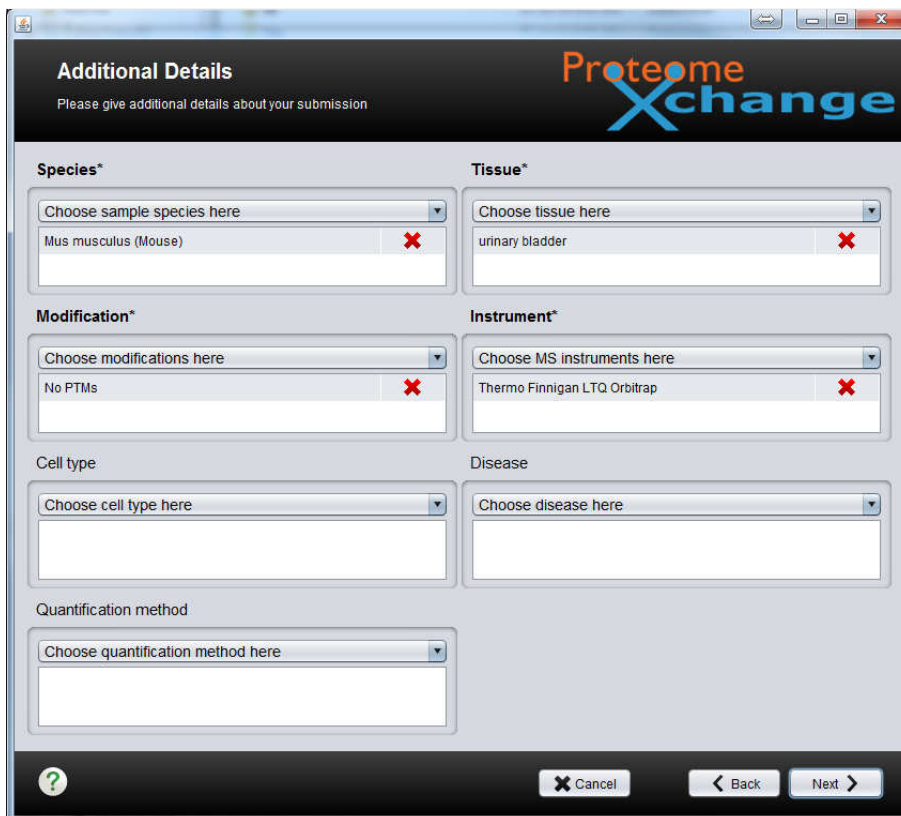 Additional Details
Please give additional details about your submission
Proteome
Xchange
Species*
Tissue*
Choose sample species here
Choose tissue here
Mus musculus (Mouse)
urinary bladder
Modification*
Instrument*
Choose modifications here
Choose MS instruments here
No PTMs
Thermo Finnigan LTQ Orbitrap
Cell type
Disease
Choose cell type here
Choose disease here
Quantification method
Choose quantification method here
?
Cancel
Back
Next